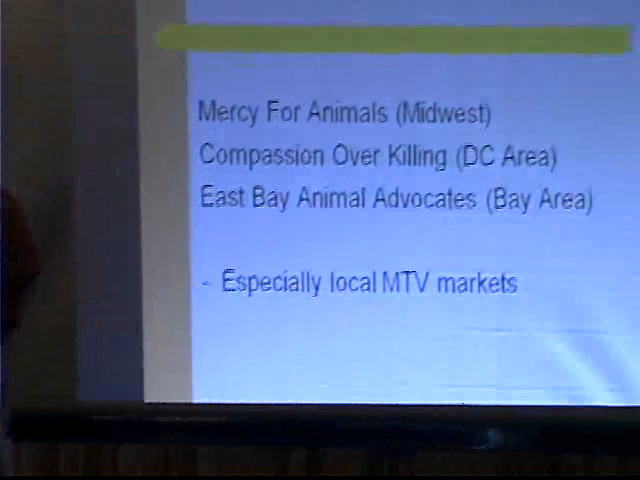 Mercy For Animals (Midwest)
Compassion Over Killing (DC Area)
East Bay Animal Advocates (Bay Area)
- Especially local MTV markets